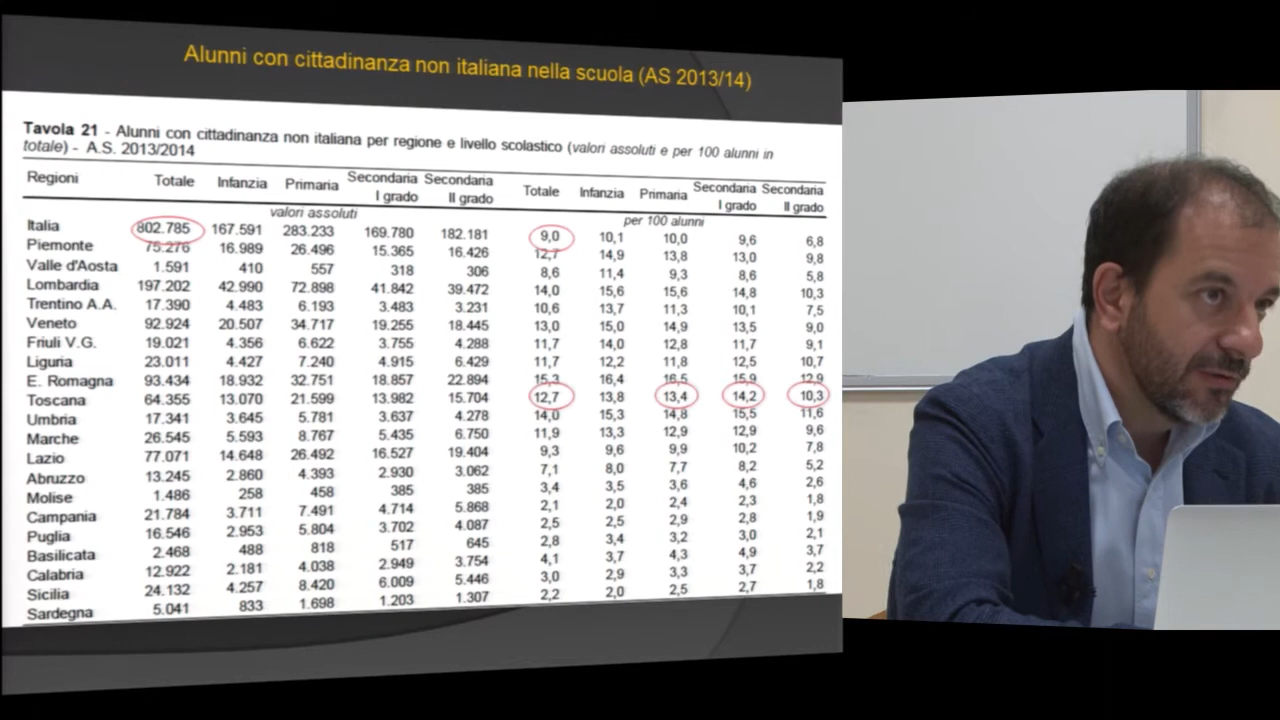 Alunni con cittadinanza non italiana nella scuola (AS 2013/14)
Tavola 21 - Alunni con cittadinanza non italiana per regione e livello scolastico (valori assoluti e per 100 alunni in
totale) - A.S. 2013/2014
Regioni Totale Infanzia Primaria Secondaria I grado Secondaria II grado Totale Infanzia Primaria Secondaria I grado Secondaria II grado
valori assoluti per 100 alunni
Italia 802.785 167.591 283.233 169.780 182.181 9,0 10,1 10,0 9,6 6,8
Piemonte 75.276 16.989 26.496 15.365 16.426 12,7 14,9 13,8 13,0 9,8
Valle d'Aosta 1.591 410 557 318 306 8,6 11,4 9,3 8,6 5,8
Lombardia 197.202 42.990 72.898 41.842 39.472 14,0 15,6 15,6 14,8 10,3
Trentino A.A. 17.390 4.483 6.193 3.483 3.231 10,6 13,7 11,3 10,1 7,5
Veneto 92.924 20.507 34.717 19.255 18.445 13,0 15,0 14,9 13,5 9,0
Friuli V.G. 19.021 4.356 6.622 3.755 4.288 11,7 14,0 12,8 11,7 9,1
Liguria 23.011 4.427 7.240 4.915 6.429 11,7 12,2 11,8 12,5 10,7
E. Romagna 93.434 18.932 32.751 18.857 22.894 15,3 16,4 16,5 15,9 12,9
Toscana 64.355 13.070 21.599 13.982 15.704 12,7 13,8 13,4 14,2 10,3
Umbria 17.341 3.645 5.781 3.637 4.278 14,0 15,3 14,8 15,5 11,6
Marche 26.545 5.593 8.767 5.435 6.750 11,9 13,3 12,9 12,9 9,6
Lazio 77.071 14.648 26.492 16.527 19.404 9,3 9,6 9,9 10,2 7,8
Abruzzo 13.245 2.860 4.393 2.930 3.062 7,1 8,0 7,7 8,2 5,2
Molise 1.486 258 458 385 385 3,4 3,5 3,6 4,6 2,6
Campania 21.784 3.711 7.491 4.714 5.868 2,1 2,0 2,4 2,3 1,8
Puglia 16.546 2.953 5.804 3.702 4.087 2,5 2,5 2,9 2,8 1,9
Basilicata 2.468 488 818 517 645 2,8 3,4 3,2 3,0 2,1
Calabria 12.922 2.181 4.038 2.949 3.754 4,1 3,7 4,3 4,9 3,7
Sicilia 24.132 4.257 8.420 6.009 5.446 3,0 2,9 3,3 3,7 2,2
Sardegna 5.041 833 1.698 1.203 1.307 2,2 2,0 2,5 2,7 1,8